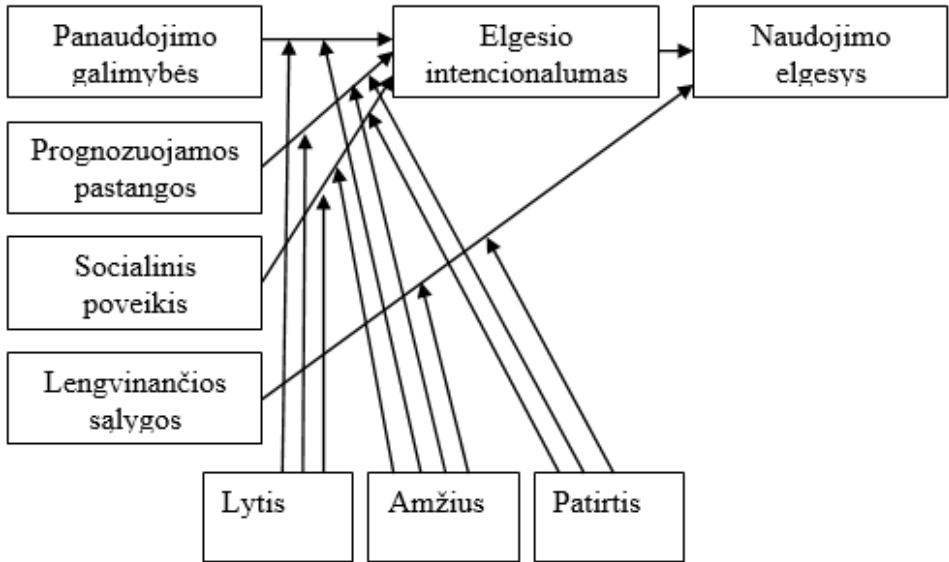 Panaudojimo
galimybės
Elgesio
intencionalumas
Naudojimo
elgesys
Prognozuojamos
pastangos
Socialinis
poveikis
Lengvinančios
sąlygos
Lytis
Amžius
Patirtis